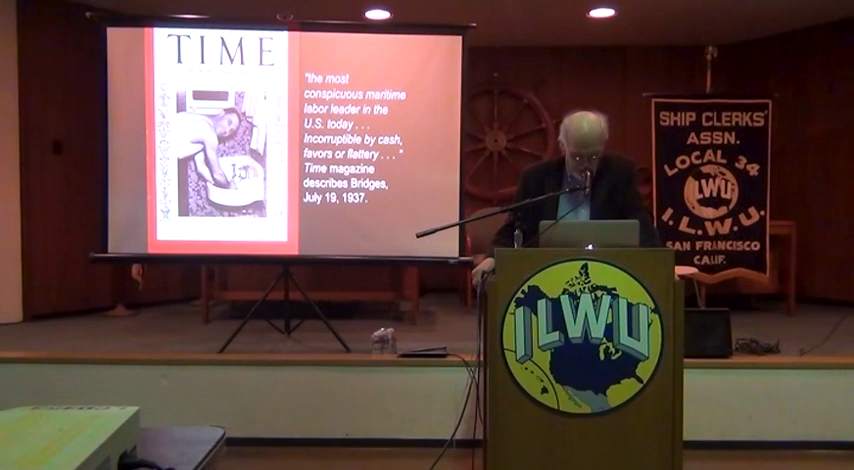 TIME
"the most
conspicuous maritime
labor leader in the
U.S. today . . .
Incorruptible by cash,
favors or flattery . . ."
Time magazine
describes Bridges,
July 19, 1937.
SHIP CLERKS'
ASSN.
LOCAL 34
ILWU
I.L.W.U.
SAN FRANCISCO
CALIF.
ILWU